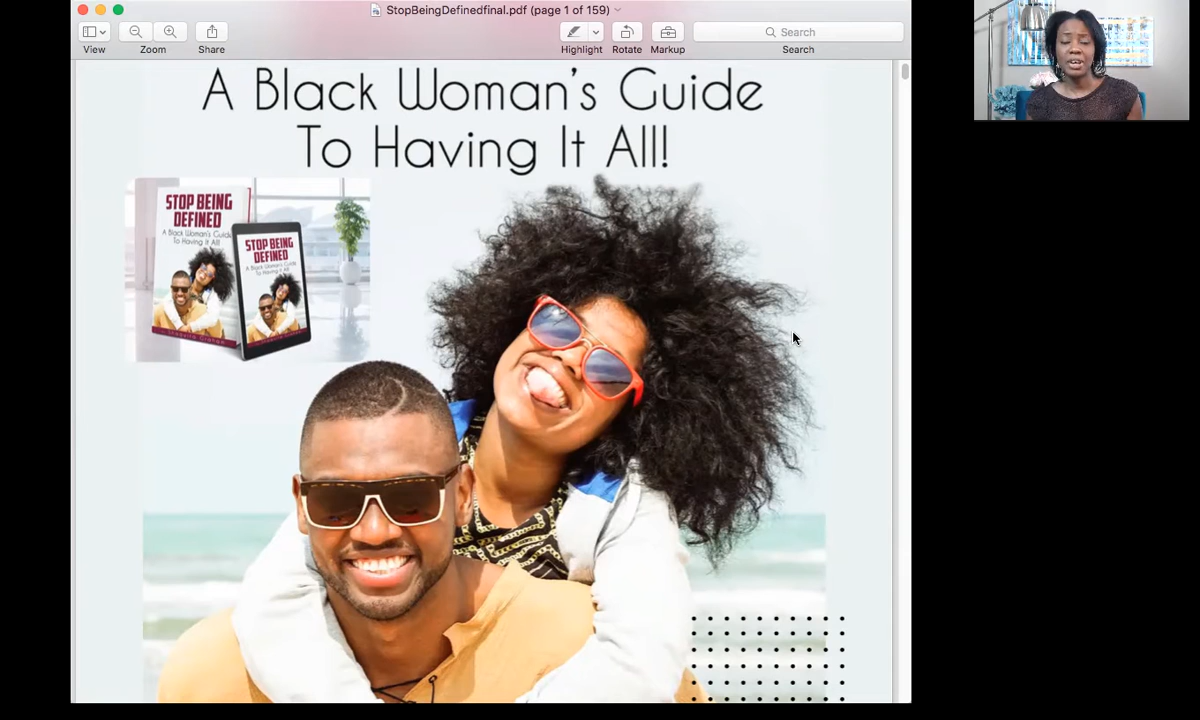 StopBeingDefinedfinal.pdf (page 1 of 159)
View
Zoom
Share
Highlight
Rotate
Markup
Search
Search
A Black Woman's Guide
To Having It All!
STOP BEING
DEFINED
A Black Woman's Guide
To Having It All!
STOP BEING
DEFINED
A Black Woman's Guide
To Having It All!